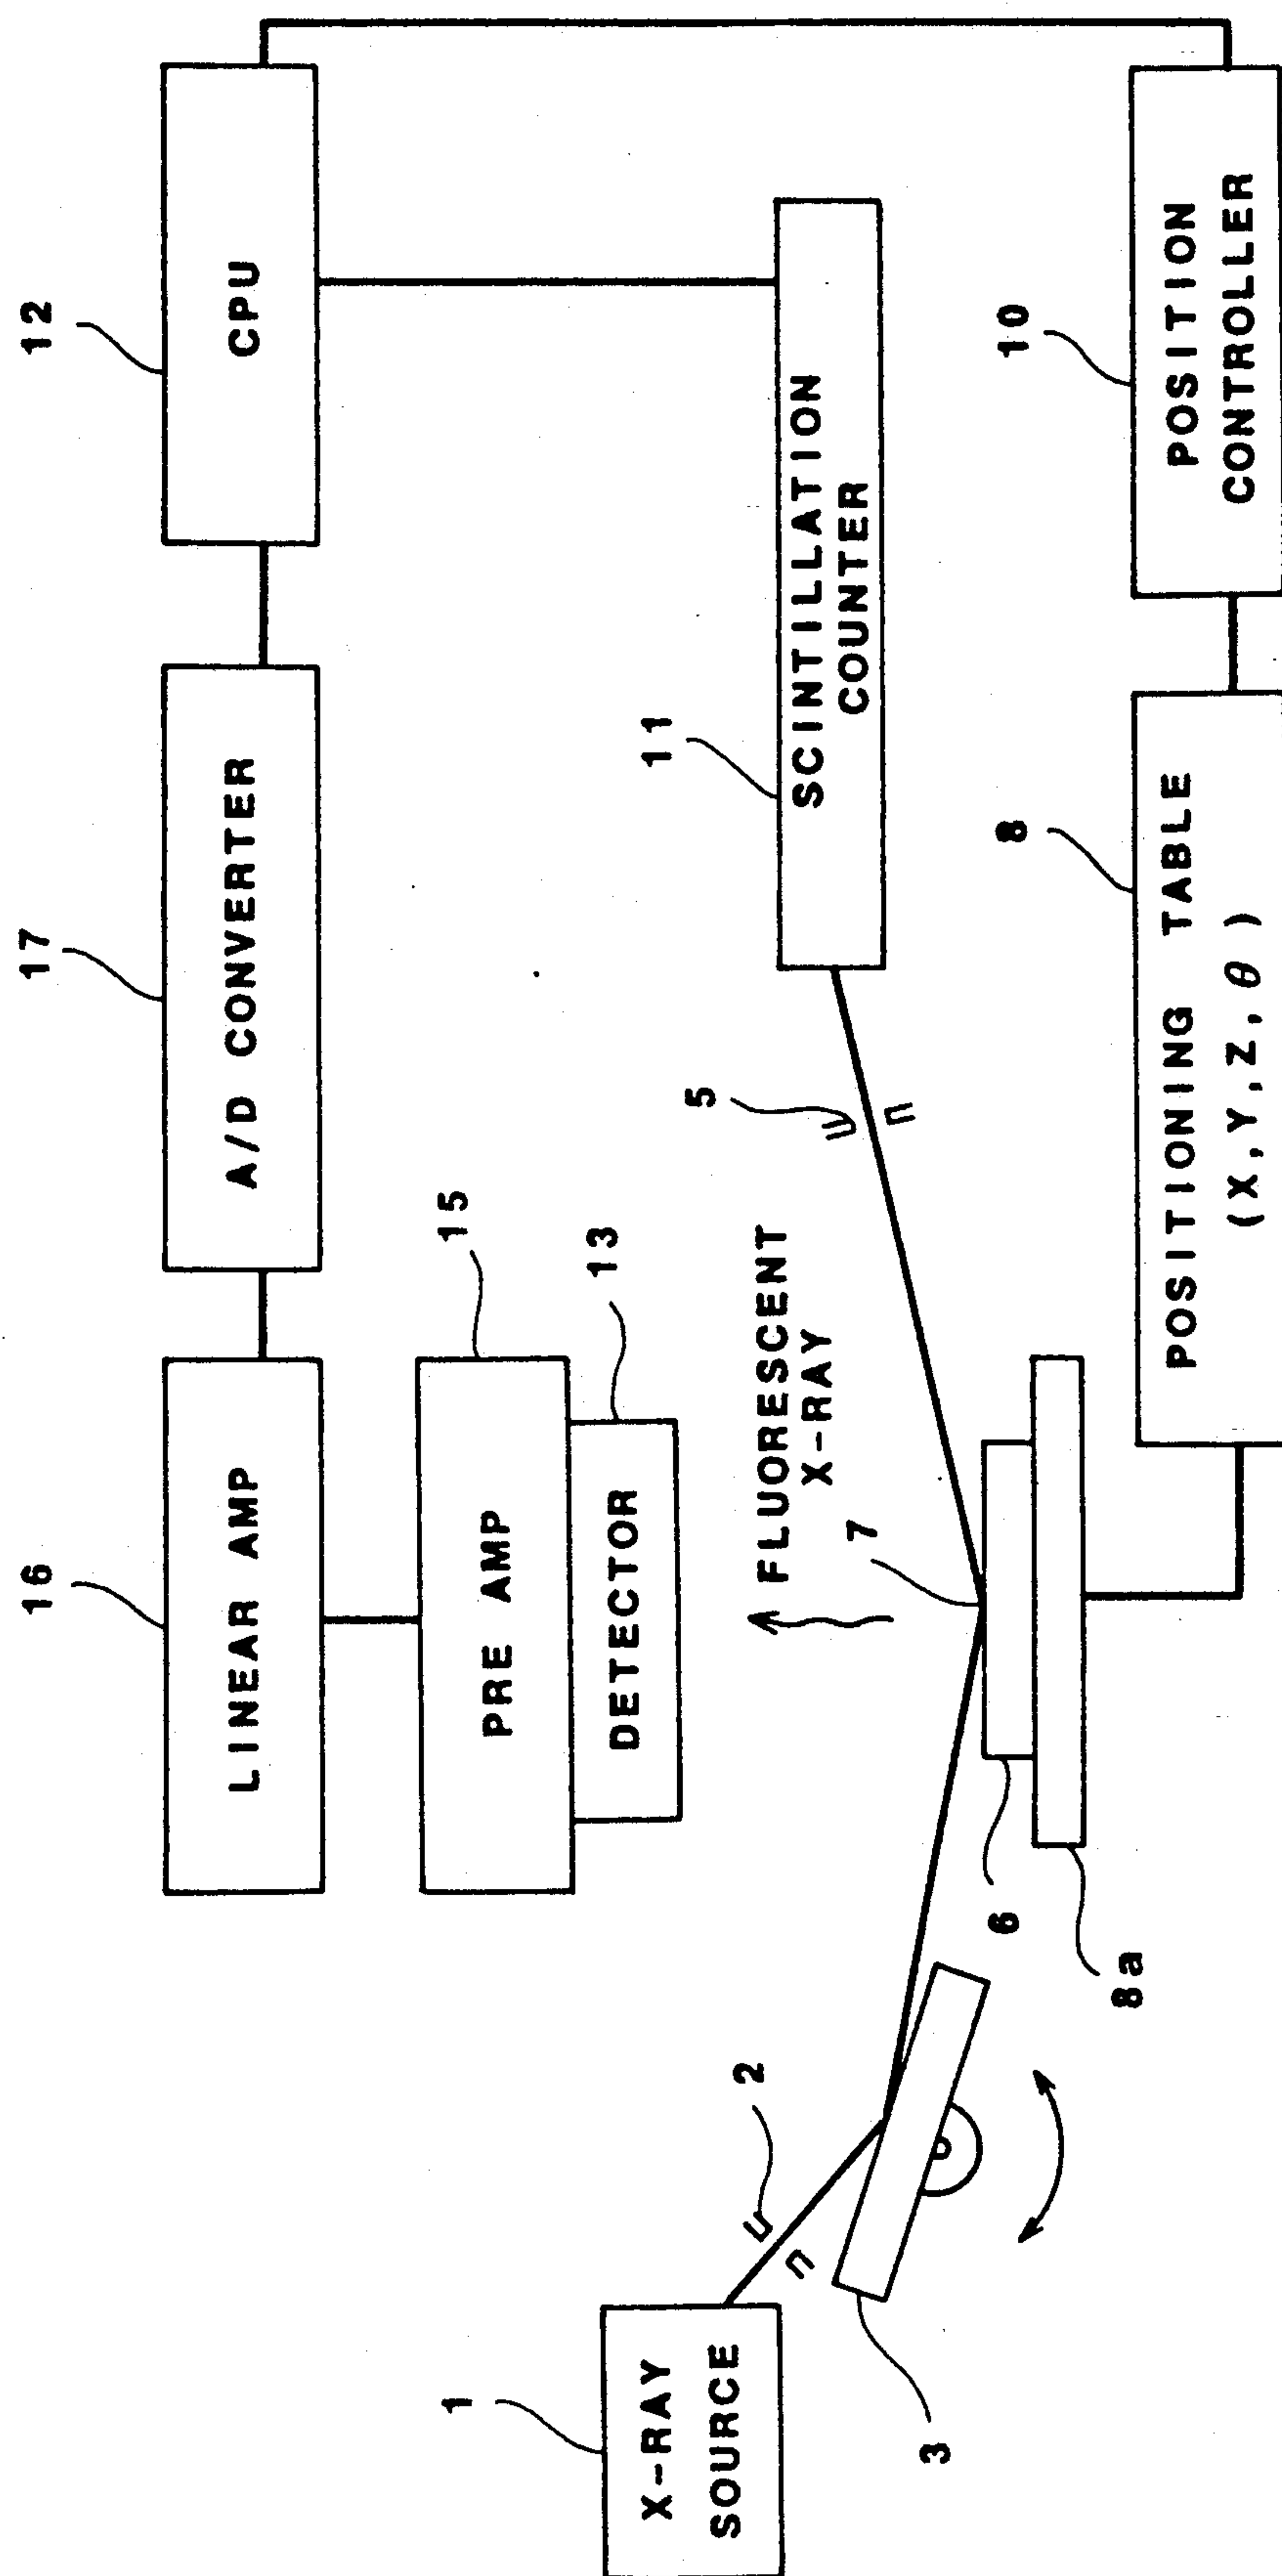 16
LINEAR AMP
17
A/D CONVERTER
12
CPU
15
PRE AMP
13
DETECTOR
1
X-RAY
SOURCE
2
3
FLUORESCENT
X-RAY
7
5
11
SCINTILLATION
COUNTER
6
8a
8
POSITIONING TABLE
(X,Y,Z,θ)
10
POSITION
CONTROLLER